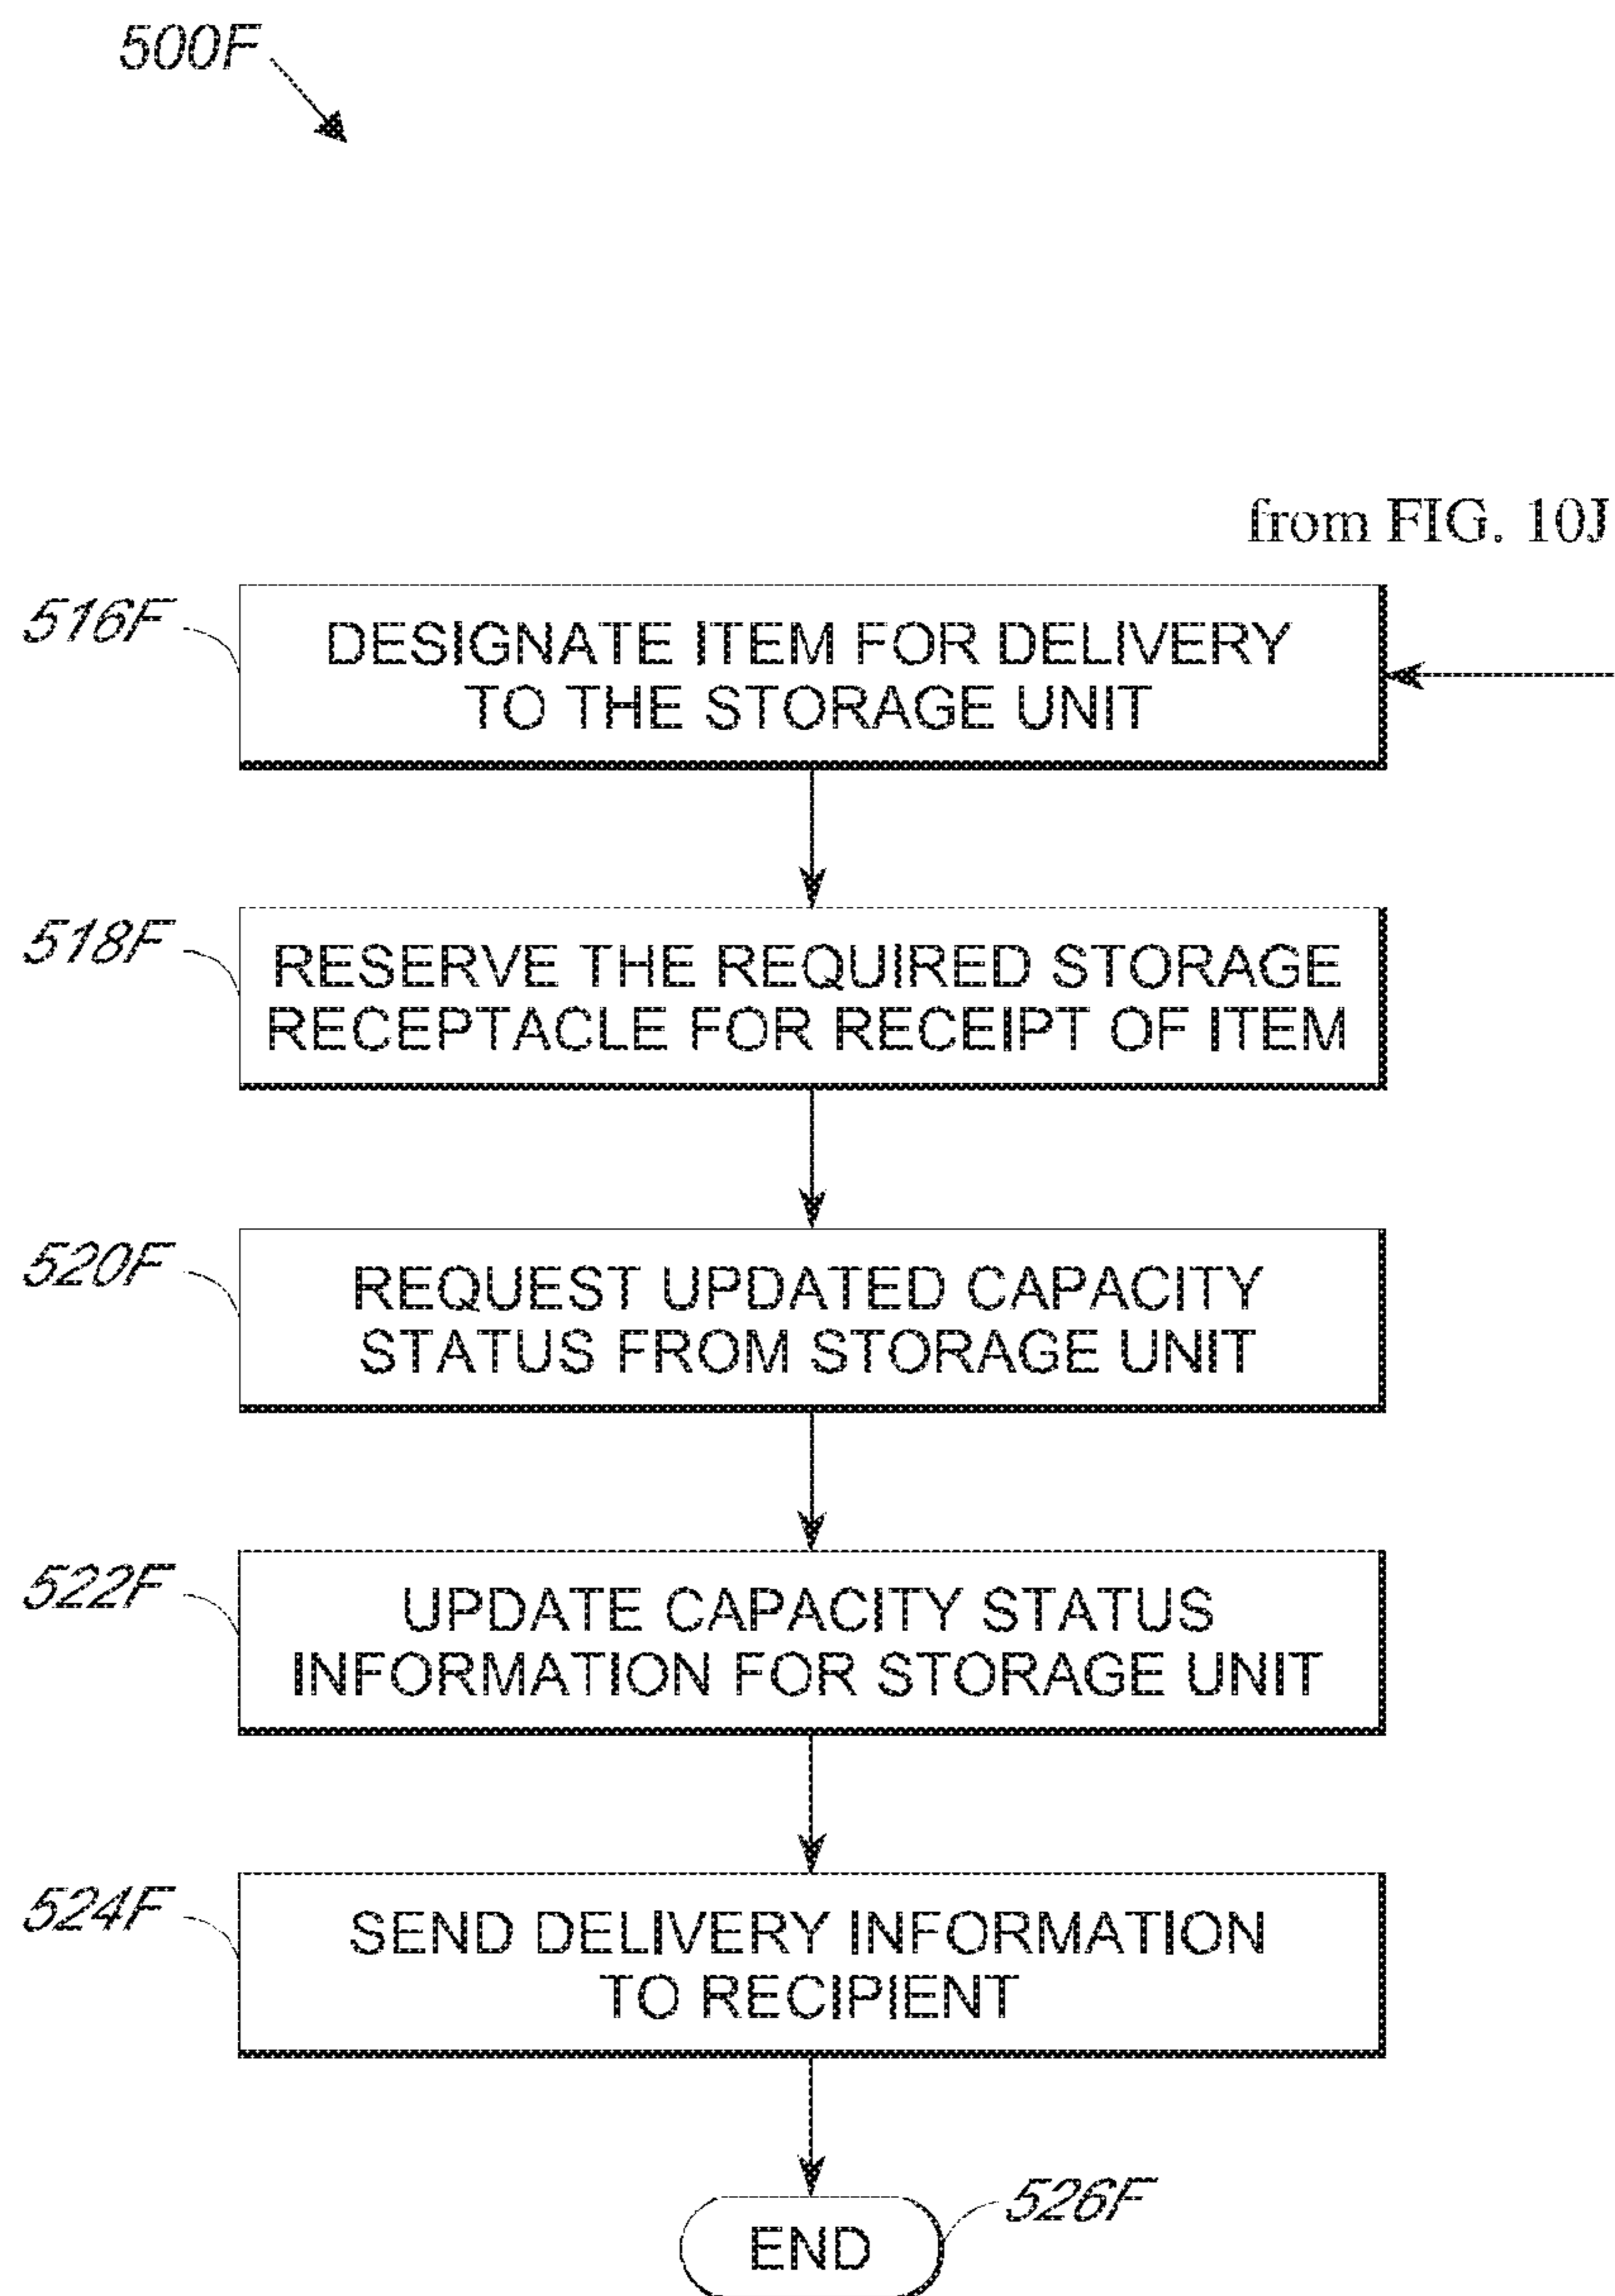 500F
from FIG. 10J
516F
DESIGNATE ITEM FOR DELIVERY
TO THE STORAGE UNIT
518F
RESERVE THE REQUIRED STORAGE
RECEPTACLE FOR RECEIPT OF ITEM
520F
REQUEST UPDATED CAPACITY
STATUS FROM STORAGE UNIT
522F
UPDATE CAPACITY STATUS
INFORMATION FOR STORAGE UNIT
524F
SEND DELIVERY INFORMATION
TO RECIPIENT
526F
END